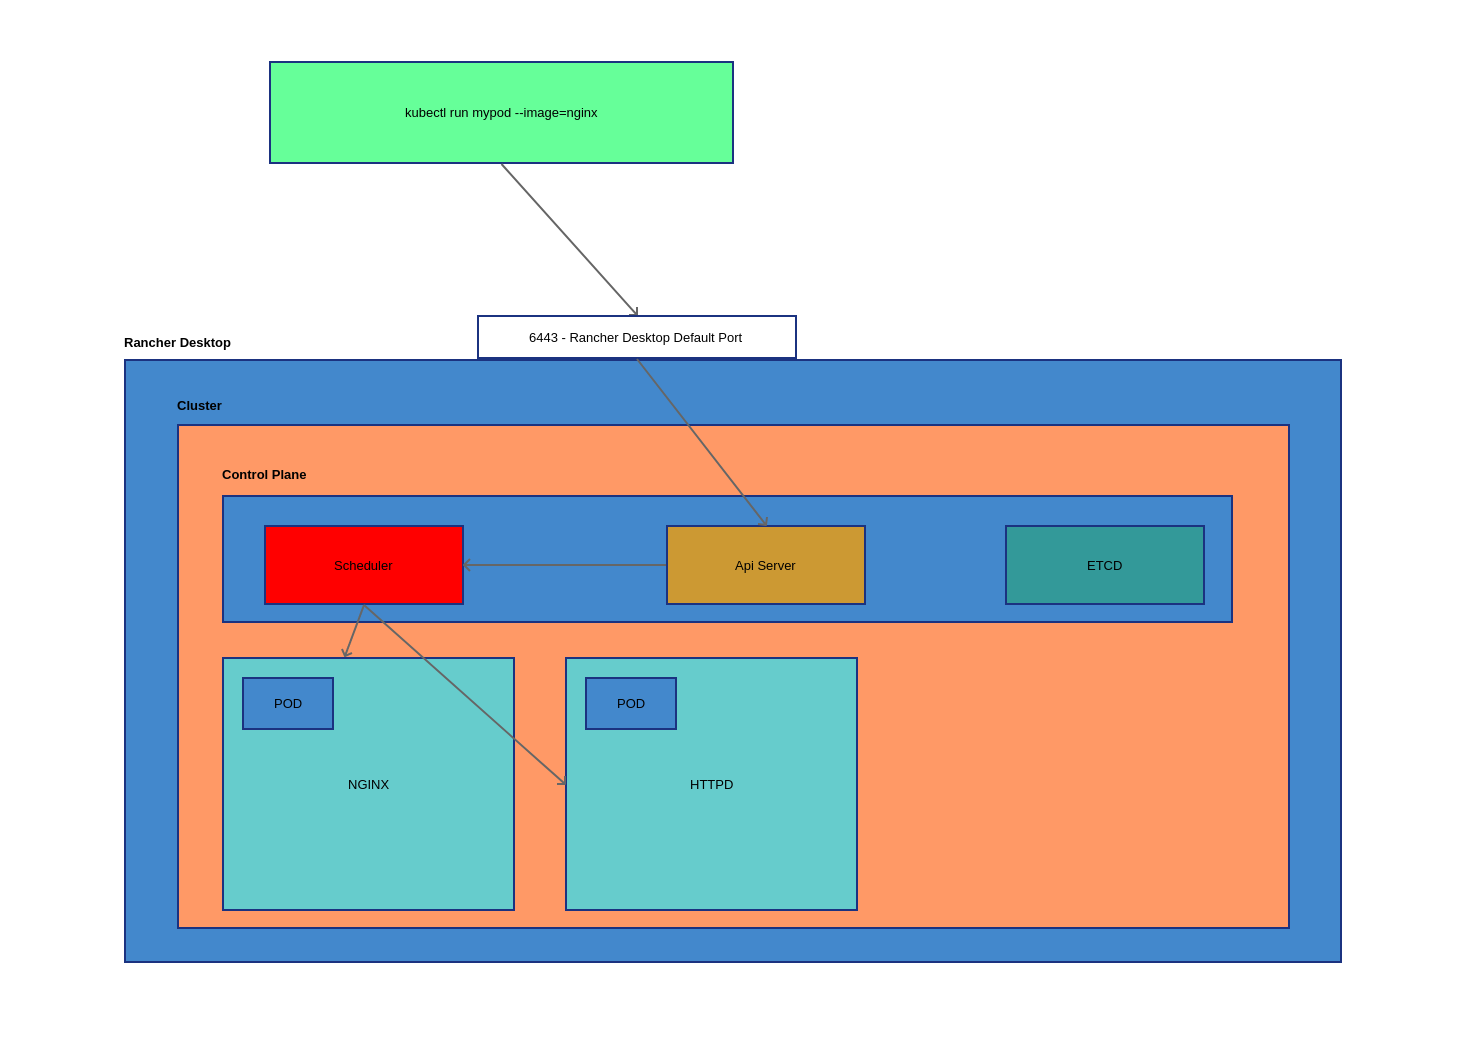 kubectl run mypod --image=nginx
6443 - Rancher Desktop Default Port
Rancher Desktop
Cluster
Control Plane
Scheduler
Api Server
ETCD
POD
POD
NGINX
HTTPD